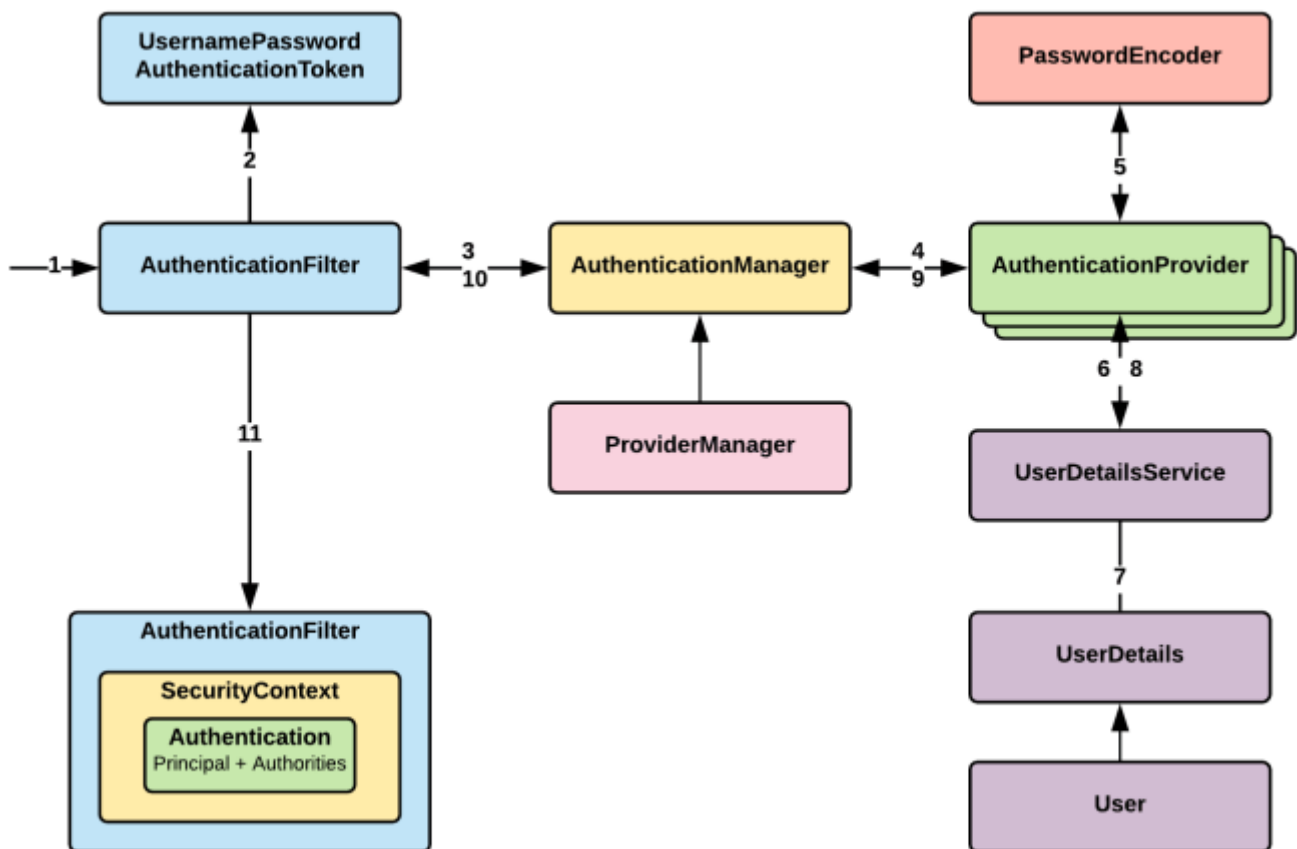 UsernamePassword
AuthenticationToken
PasswordEncoder
2
5
1
AuthenticationFilter
3
10
AuthenticationManager
4
9
AuthenticationProvider
6 8
11
ProviderManager
UserDetailsService
7
AuthenticationFilter
SecurityContext
Authentication
Principal + Authorities
UserDetails
User